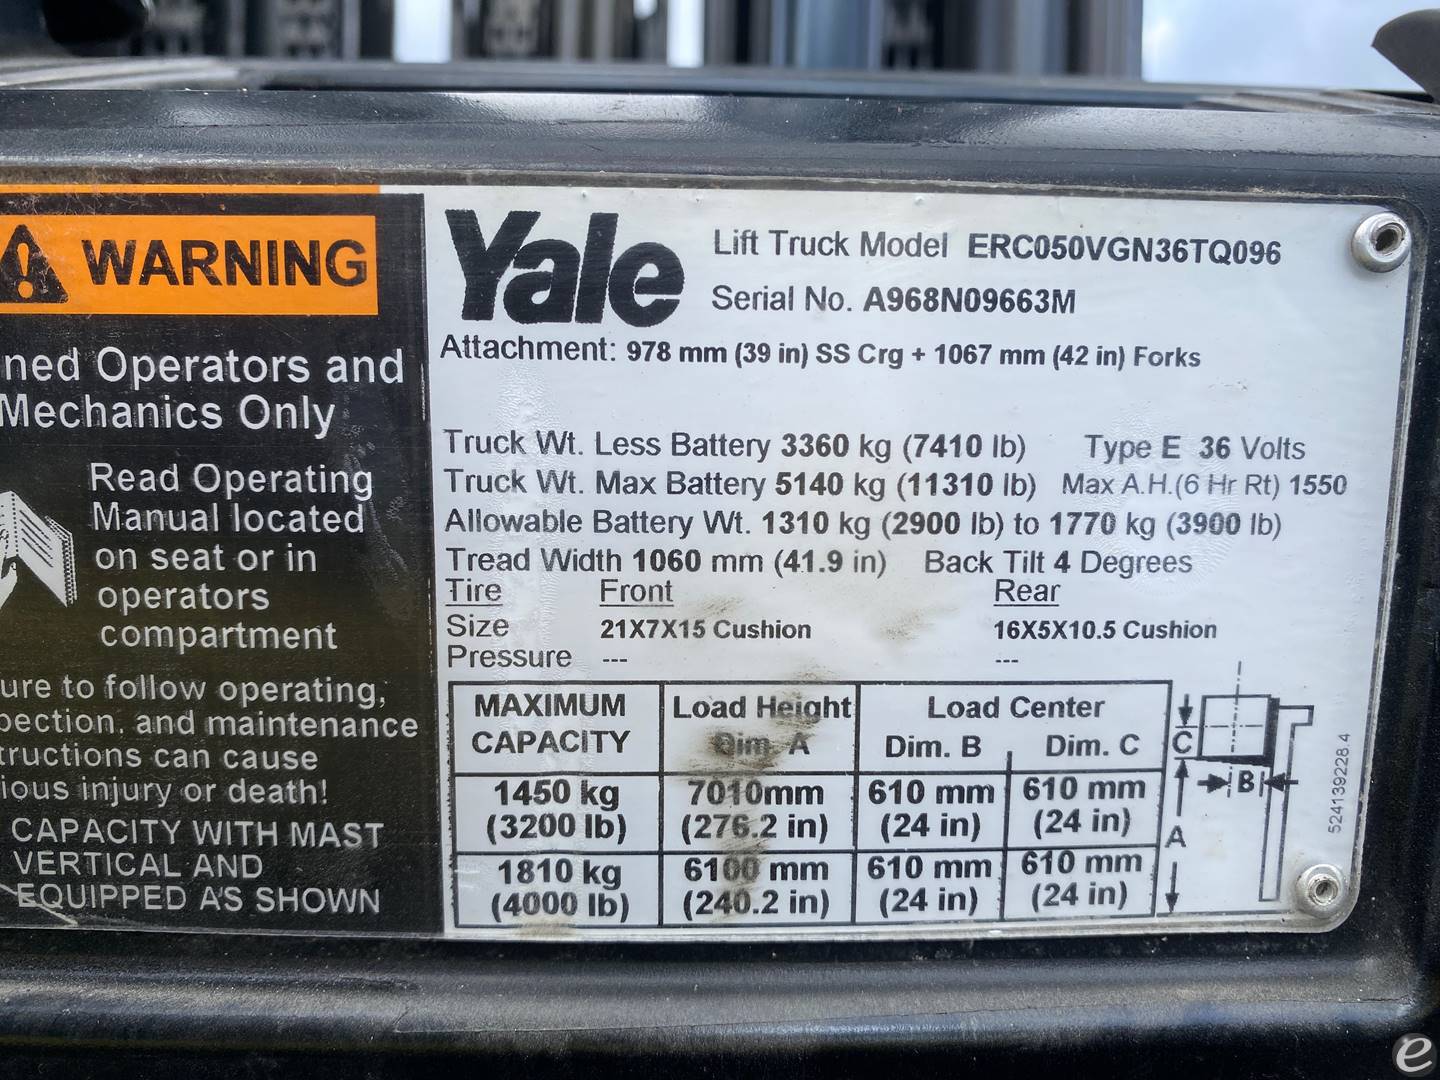 WARNING
ned Operators and
Mechanics Only
Read Operating
Manual located
on seat or in
operators
compartment
ure to follow operating,
pection, and maintenance
tructions can cause
ious injury or death!
CAPACITY WITH MAST
VERTICAL AND
EQUIPPED AS SHOWN
Yale
Lift Truck Model ERC050VGN36TQ096
Serial No. A968N09663M
Attachment: 978 mm (39 in) SS Crg + 1067 mm (42 in) Forks
Truck Wt. Less Battery 3360 kg (7410 lb) Type E 36 Volts
Truck Wt. Max Battery 5140 kg (11310 lb) Max A.H.(6 Hr Rt) 1550
Allowable Battery Wt. 1310 kg (2900 lb) to 1770 kg (3900 lb)
Tread Width 1060 mm (41.9 in) Back Tilt 4 Degrees
Tire Front Rear
Size 21X7X15 Cushion 16X5X10.5 Cushion
Pressure --- ---
MAXIMUM Load Height Load Center
CAPACITY Dim. A Dim. B Dim. C
1450 kg 7010mm 610 mm 610 mm
(3200 lb) (276.2 in) (24 in) (24 in)
1810 kg 6100 mm 610 mm 610 mm
(4000 lb) (240.2 in) (24 in) (24 in)
C
B
A
524139228.4
e